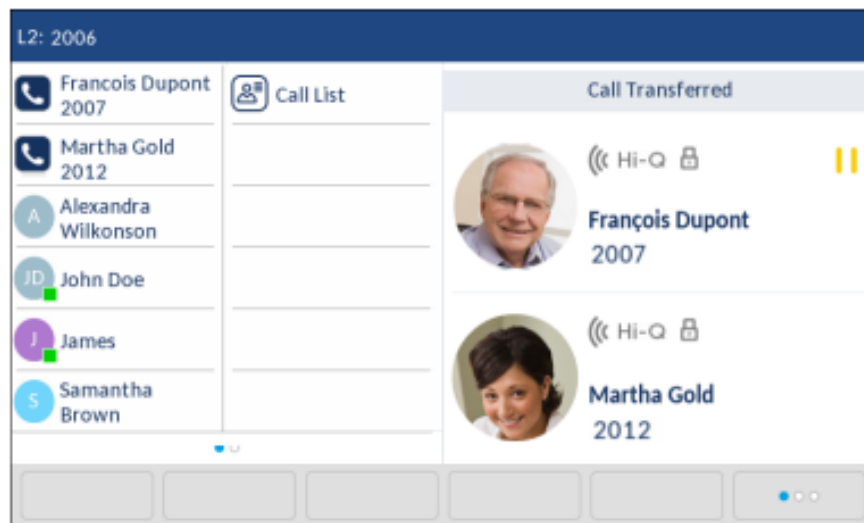 L2: 2006
Francois Dupont
2007
Martha Gold
2012
A
Alexandra
Wilkonson
JD
John Doe
J
James
S
Samantha
Brown
Call List
Call Transferred
Hi-Q
François Dupont
2007
Hi-Q
Martha Gold
2012